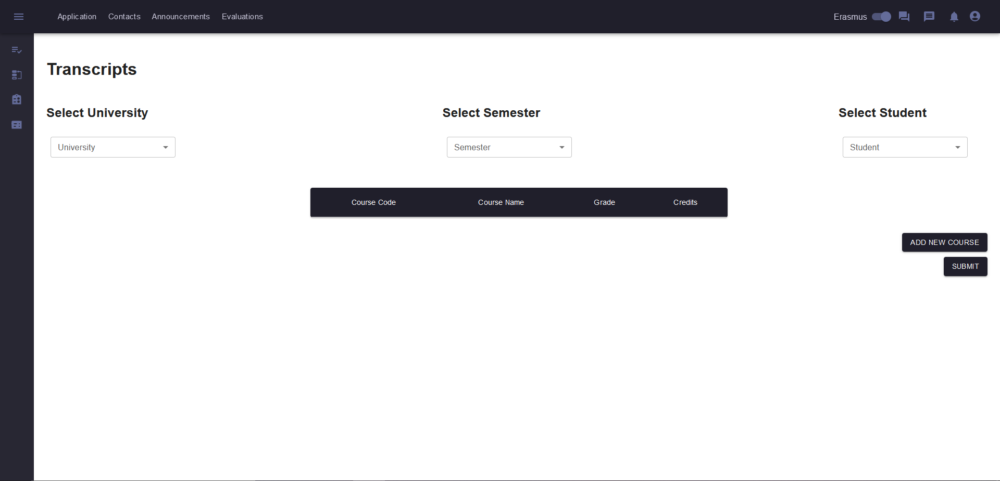 Application Contacts Announcements Evaluations Erasmus
Transcripts
Select University Select Semester Select Student
University Semester Student
Course Code Course Name Grade Credits
ADD NEW COURSE
SUBMIT